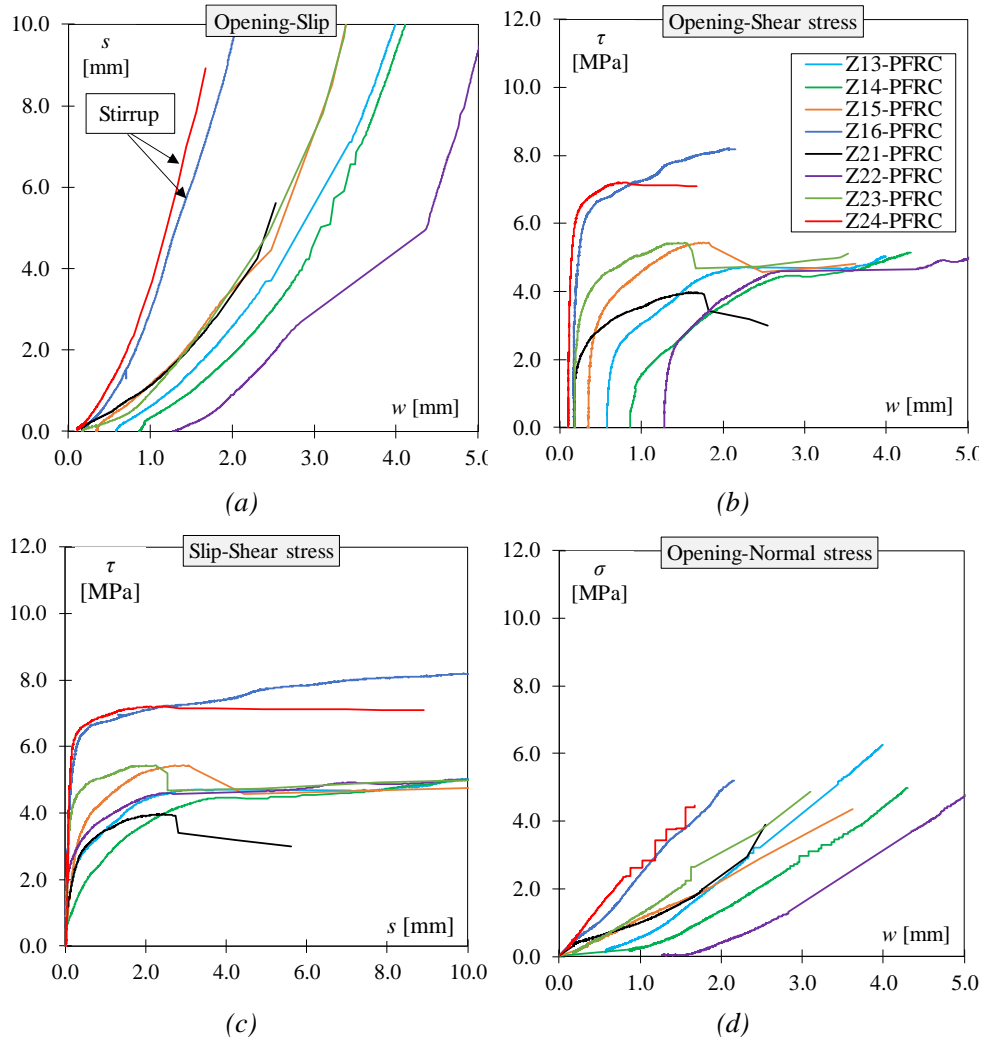 Opening-Slip
10.0
s
[mm]
8.0
Stirrup
6.0
4.0
2.0
w [mm]
0.0
0.0 1.0 2.0 3.0 4.0 5.0
(a)
Opening-Shear stress
12.0
τ
[MPa]
10.0
Z13-PFRC
Z14-PFRC
Z15-PFRC
Z16-PFRC
Z21-PFRC
Z22-PFRC
Z23-PFRC
Z24-PFRC
8.0
6.0
4.0
2.0
w [mm]
0.0
0.0 1.0 2.0 3.0 4.0 5.0
(b)
Slip-Shear stress
12.0
τ
[MPa]
10.0
8.0
6.0
4.0
2.0
s [mm]
0.0
0.0 2.0 4.0 6.0 8.0 10.0
(c)
Opening-Normal stress
12.0
σ
[MPa]
10.0
8.0
6.0
4.0
2.0
w [mm]
0.0
0.0 1.0 2.0 3.0 4.0 5.0
(d)